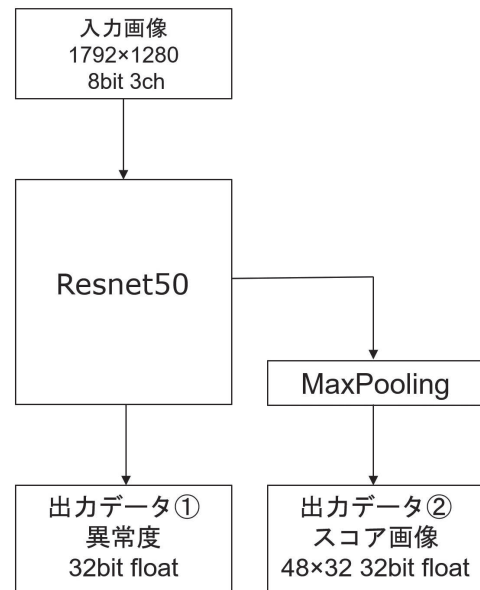 入力画像
1792×1280
8bit 3ch
Resnet50
MaxPooling
出力データ①
異常度
32bit float
出力データ②
スコア画像
48×32 32bit float